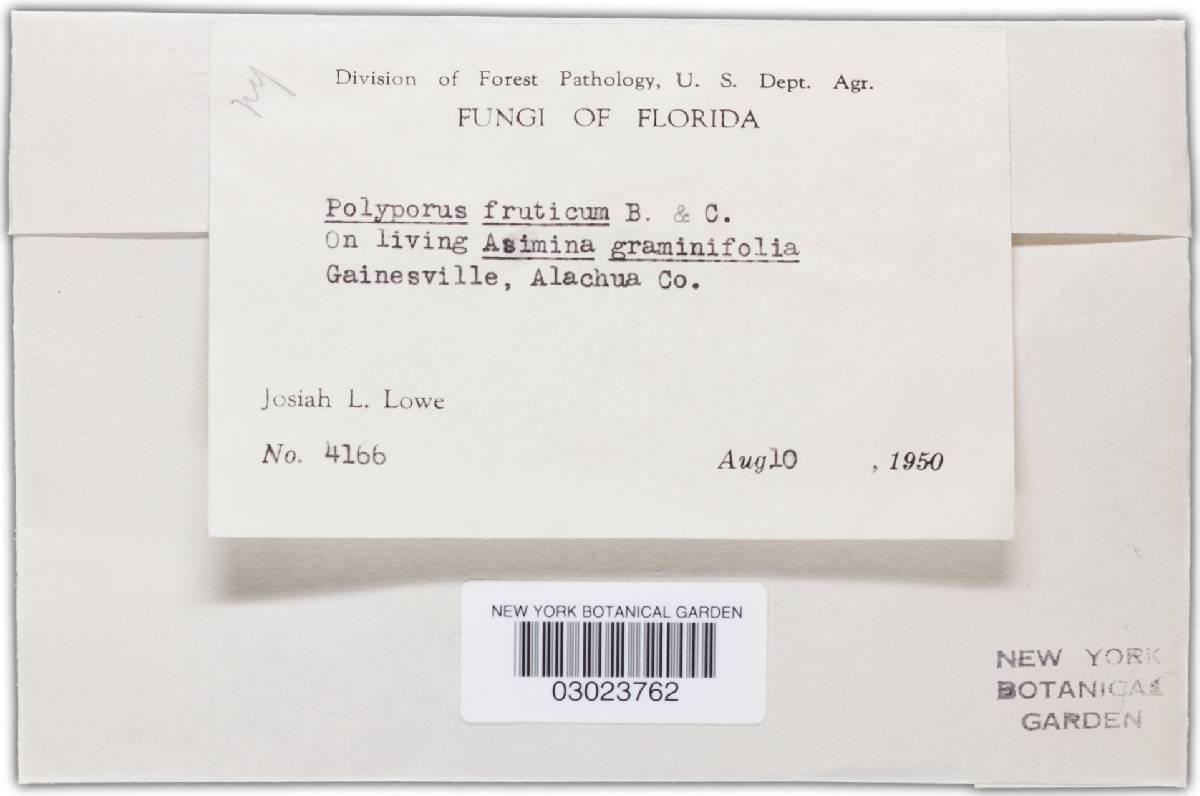 Division of Forest Pathology, U. S. Dept. Agr.
FUNGI OF FLORIDA
Polyporus fruticum B. & C.
On living Asimina graminifolia
Gainesville, Alachua Co.
Josiah L. Lowe
No. 4166
Aug10 , 1950
NEW YORK BOTANICAL GARDEN
03023762
NEW YORK
BOTANICAL
GARDEN